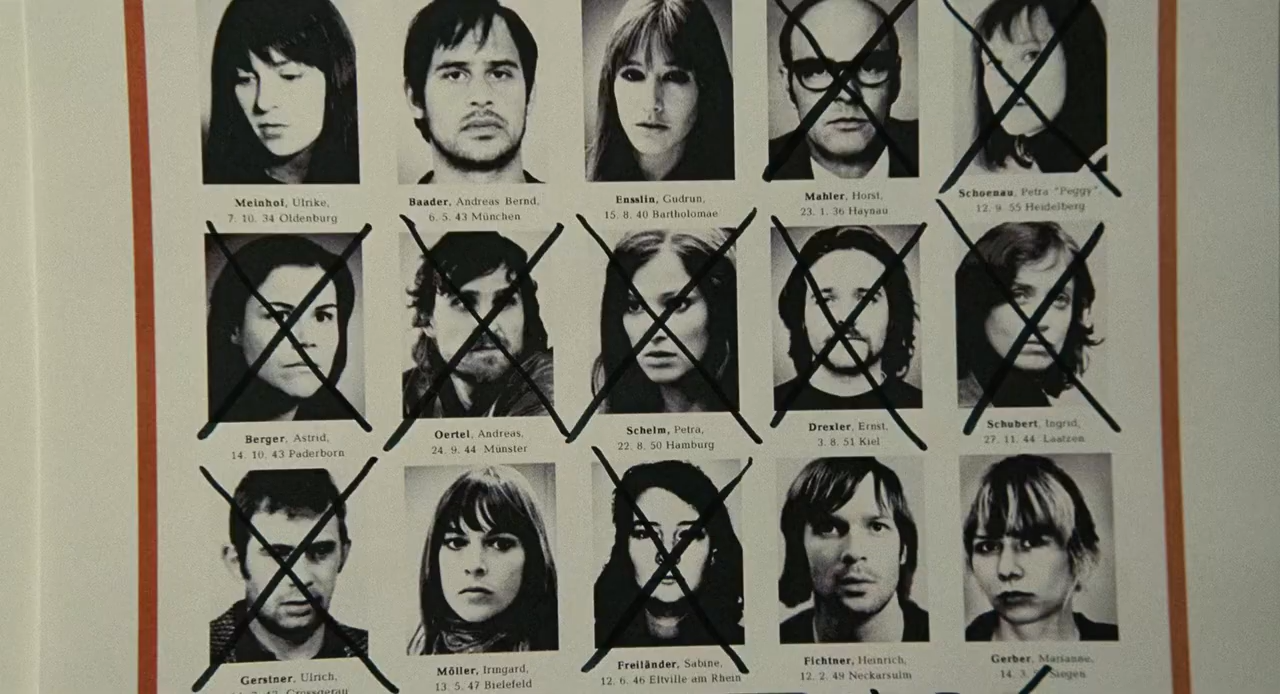 Meinhof, Ulrike,
7. 10. 34 Oldenburg
Baader, Andreas Bernd,
6. 5. 43 München
Ensslin, Gudrun,
15. 8. 40 Bartholomae
Mahler, Horst,
23. 1. 36 Haynau
Schoenau, Petra "Peggy",
12. 9. 55 Heidelberg
Berger, Astrid,
14. 10. 43 Paderborn
Oertel, Andreas,
24. 9. 44 Münster
Schelm, Petra,
22. 8. 50 Hamburg
Drexler, Ernst,
3. 8. 51 Kiel
Schubert, Ingrid,
27. 11. 44 Laatzen
Gerstner, Ulrich,
Grossgerau
Möller, Irmgard,
13. 5. 47 Bielefeld
Freiländer, Sabine,
12. 6. 46 Eltville am Rhein
Fichtner, Heinrich,
12. 2. 49 Neckarsulm
Gerber, Marianne,
14. 3. Siegen